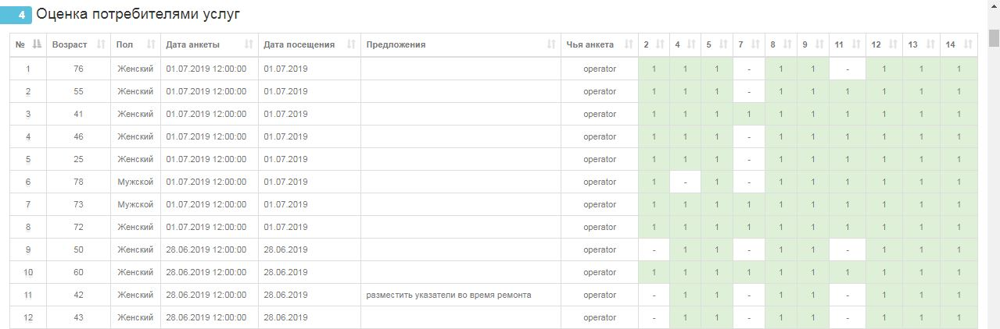 4 Оценка потребителями услуг
№ Возраст Пол Дата анкеты Дата посещения Предложения Чья анкета 2 4 5 7 8 9 11 12 13 14
1 76 Женский 01.07.2019 12:00:00 01.07.2019 operator 1 1 1 - 1 1 - 1 1 1
2 55 Женский 01.07.2019 12:00:00 01.07.2019 operator 1 1 1 - 1 1 1 1 1 1
3 41 Женский 01.07.2019 12:00:00 01.07.2019 operator 1 1 1 1 1 1 1 1 1 1
4 46 Женский 01.07.2019 12:00:00 01.07.2019 operator 1 1 1 - 1 1 1 1 1 1
5 25 Женский 01.07.2019 12:00:00 01.07.2019 operator 1 1 1 - 1 1 1 1 1 1
6 78 Мужской 01.07.2019 12:00:00 01.07.2019 operator 1 - 1 - 1 1 1 1 1 1
7 73 Мужской 01.07.2019 12:00:00 01.07.2019 operator 1 1 1 1 1 1 1 1 1 1
8 72 Женский 01.07.2019 12:00:00 01.07.2019 operator 1 1 1 1 1 1 1 1 1 1
9 50 Женский 28.06.2019 12:00:00 28.06.2019 operator - 1 1 - 1 1 - 1 1 1
10 60 Женский 28.06.2019 12:00:00 28.06.2019 operator 1 1 1 1 1 1 1 1 1 1
11 42 Женский 28.06.2019 12:00:00 28.06.2019 разместить указатели во время ремонта operator - 1 1 - 1 1 - 1 1 1
12 43 Женский 28.06.2019 12:00:00 28.06.2019 operator - 1 1 - 1 1 - 1 1 1